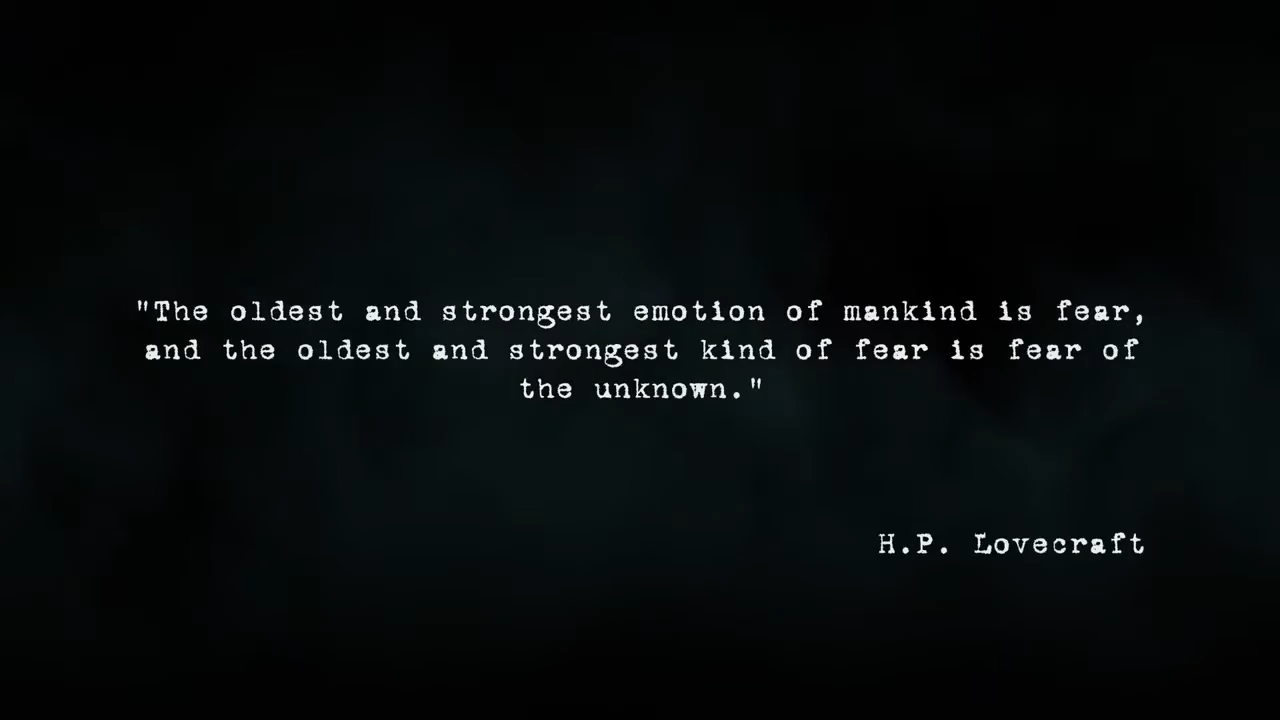 "The oldest and strongest emotion of mankind is fear,
and the oldest and strongest kind of fear is fear of
the unknown."
H.P. Lovecraft